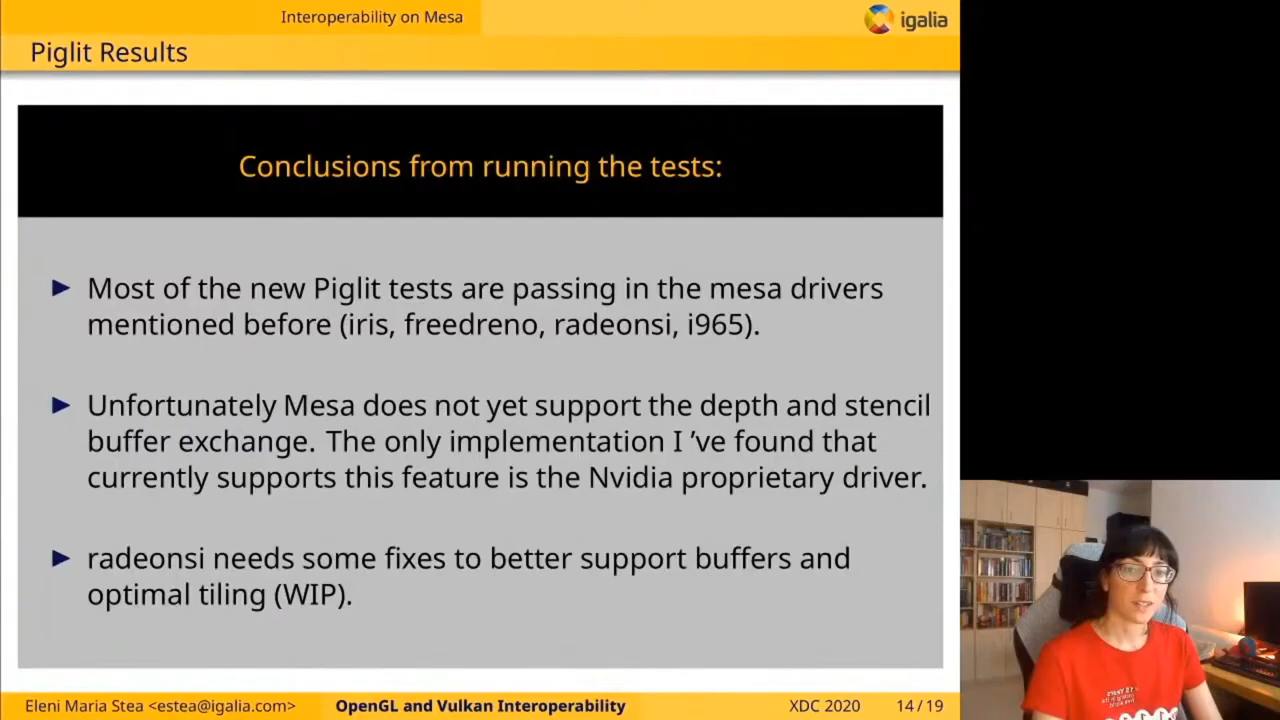 Interoperability on Mesa
igalia
Piglit Results
Conclusions from running the tests:
Most of the new Piglit tests are passing in the mesa drivers
mentioned before (iris, freedreno, radeonsi, i965).
Unfortunately Mesa does not yet support the depth and stencil
buffer exchange. The only implementation I 've found that
currently supports this feature is the Nvidia proprietary driver.
radeonsi needs some fixes to better support buffers and
optimal tiling (WIP).
Eleni Maria Stea <estea@igalia.com> OpenGL and Vulkan Interoperability XDC 2020 14 / 19